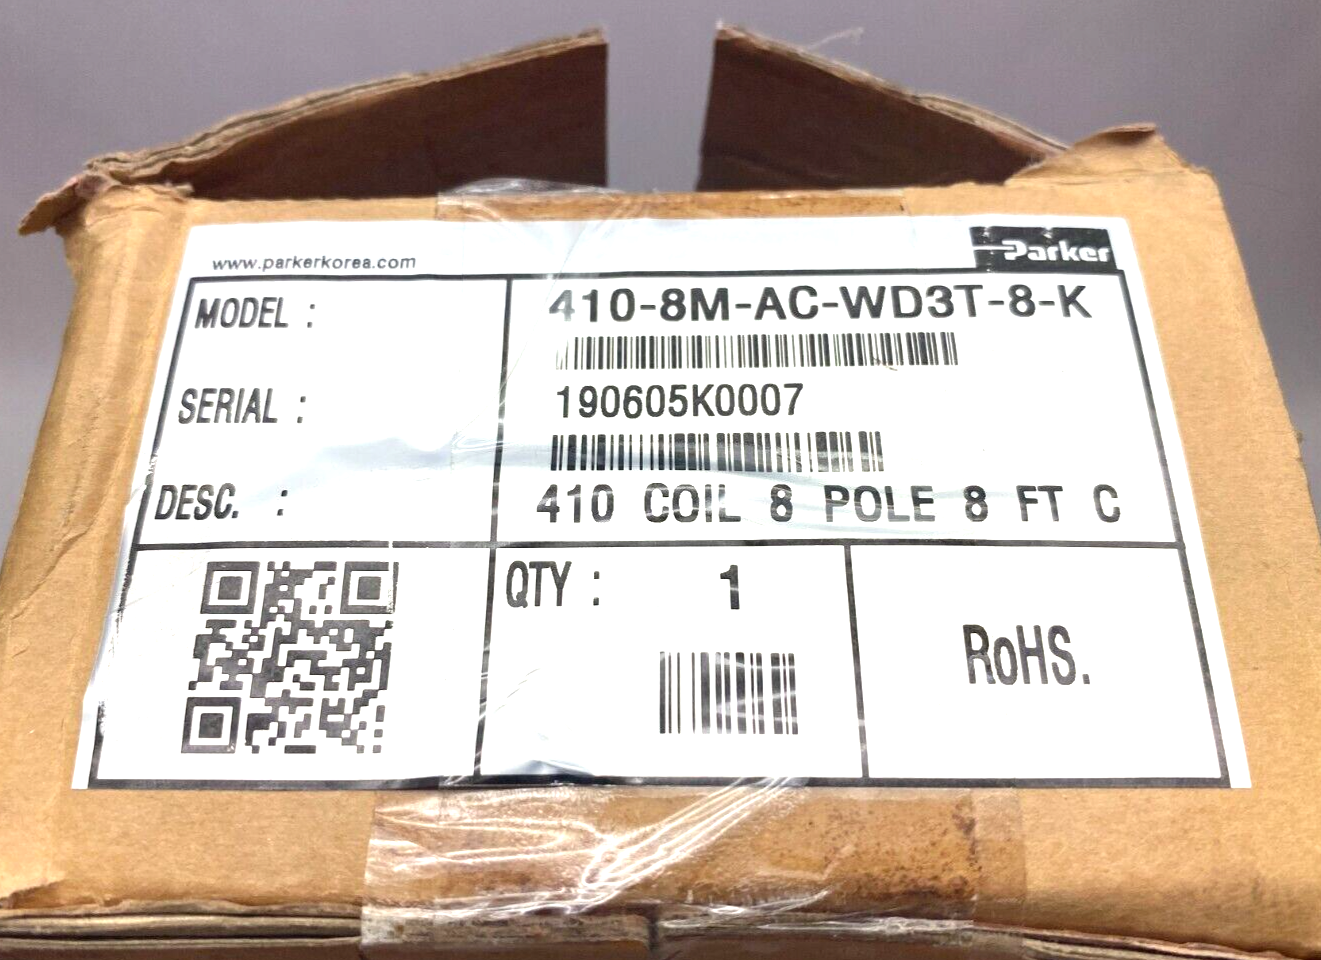 www.parkerkorea.com
Parker
MODEL : 410-8M-AC-WD3T-8-K
SERIAL : 190605K0007
DESC. : 410 COIL 8 POLE 8 FT C
QTY : 1
RoHS.